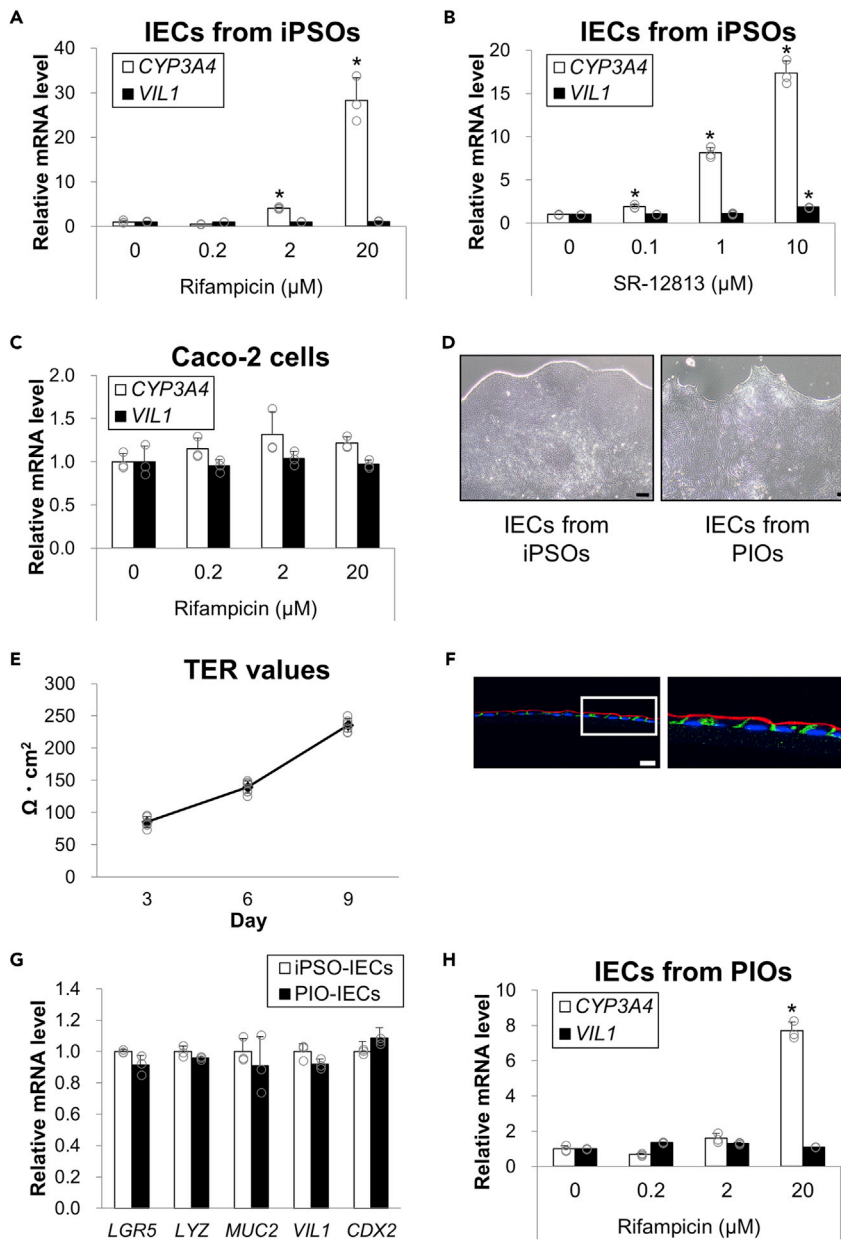 A
IECs from iPSOs
Relative mRNA level
40
30
20
10
0
CYP3A4
VIL1
*
*
0 0.2 2 20
Rifampicin (µM)
B
IECs from iPSOs
Relative mRNA level
20
15
10
5
0
CYP3A4
VIL1
*
*
*
*
0 0.1 1 10
SR-12813 (µM)
C
Caco-2 cells
Relative mRNA level
2.0
1.5
1.0
0.5
0.0
CYP3A4
VIL1
0 0.2 2 20
Rifampicin (µM)
D
IECs from
iPSOs
IECs from
PIOs
E
TER values
Ω・cm²
300
250
200
150
100
50
0
3 6 9
Day
F
G
Relative mRNA level
1.4
1.2
1.0
0.8
0.6
0.4
0.2
0.0
iPSO-IECs
PIO-IECs
LGR5 LYZ MUC2 VIL1 CDX2
H
IECs from PIOs
Relative mRNA level
10
8
6
4
2
0
CYP3A4
VIL1
*
0 0.2 2 20
Rifampicin (µM)